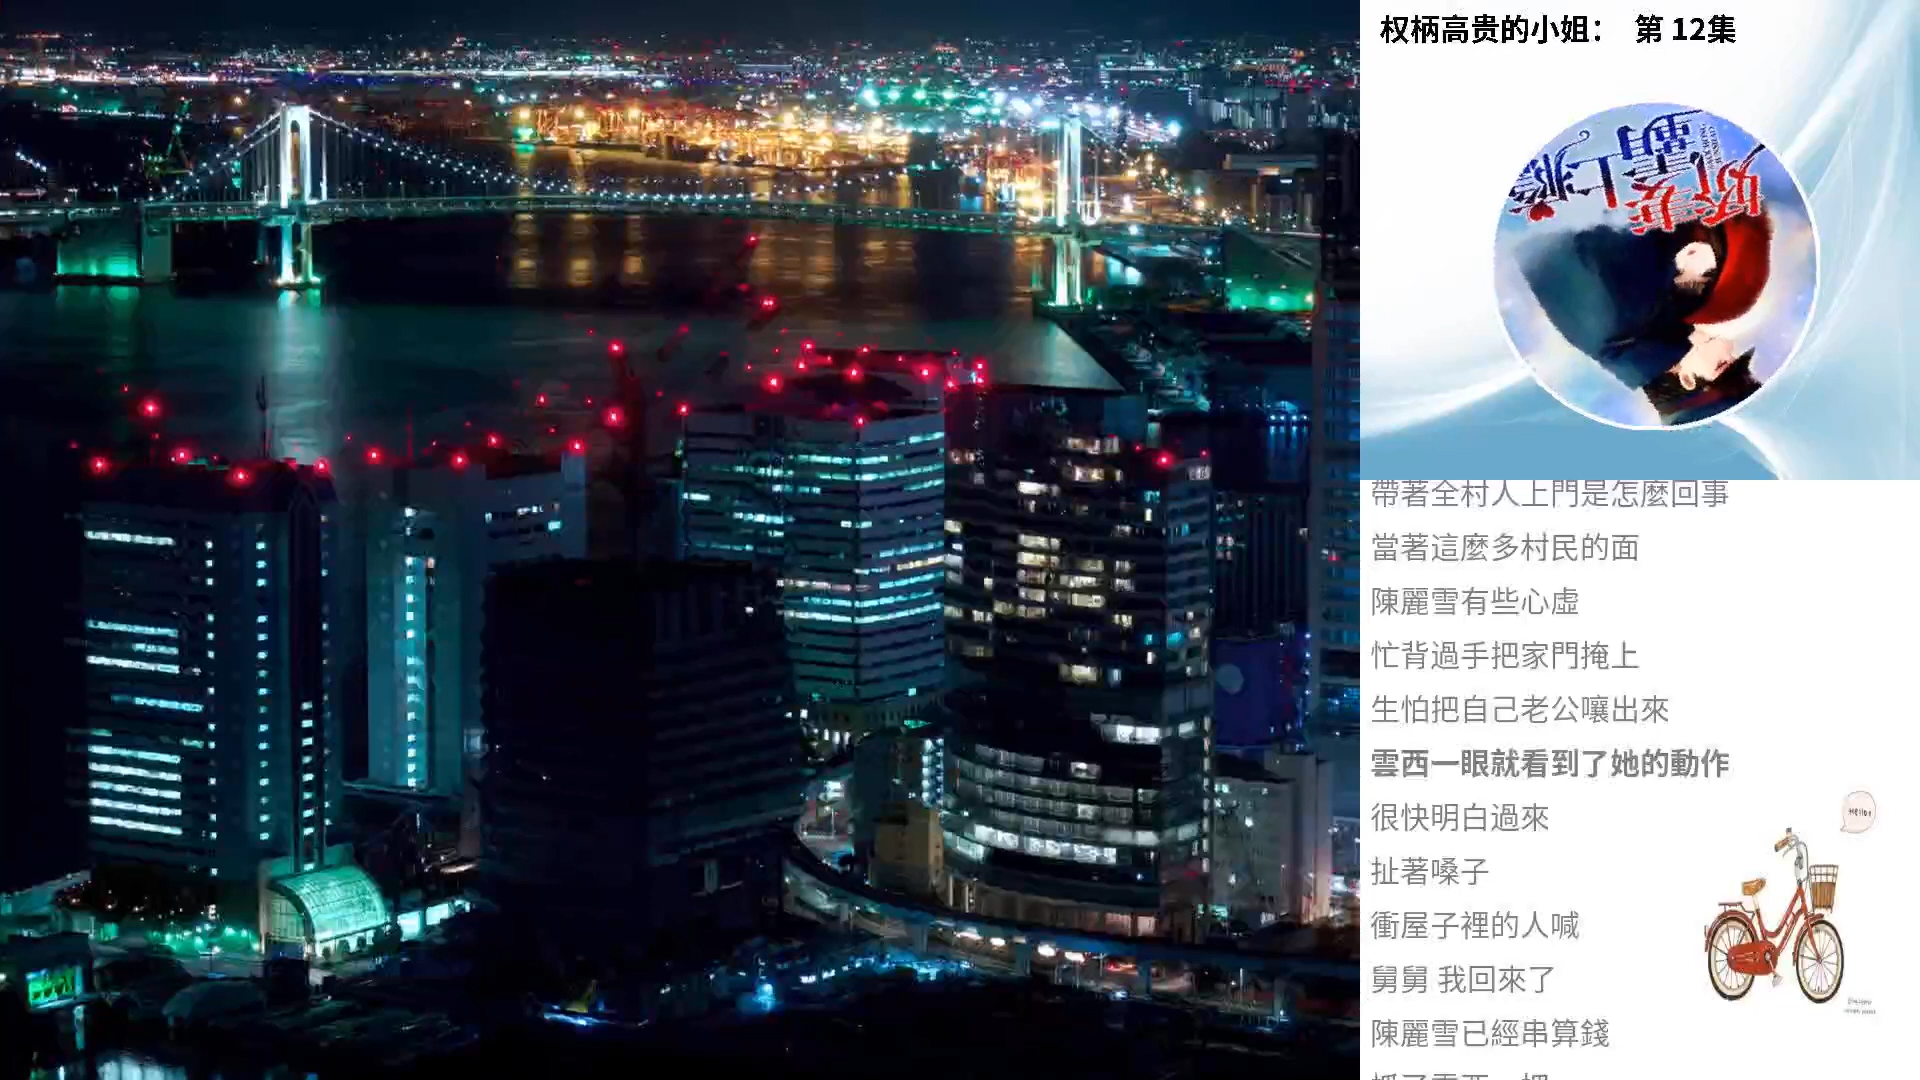 权柄高贵的小姐： 第 12集
帶著全村人上門是怎麼回事
當著這麼多村民的面
陳麗雪有些心虛
忙背過手把家門掩上
生怕把自己老公嚷出來
雲西一眼就看到了她的動作
很快明白過來
扯著嗓子
衝屋子裡的人喊
舅舅 我回來了
陳麗雪已經串算錢
Hello!